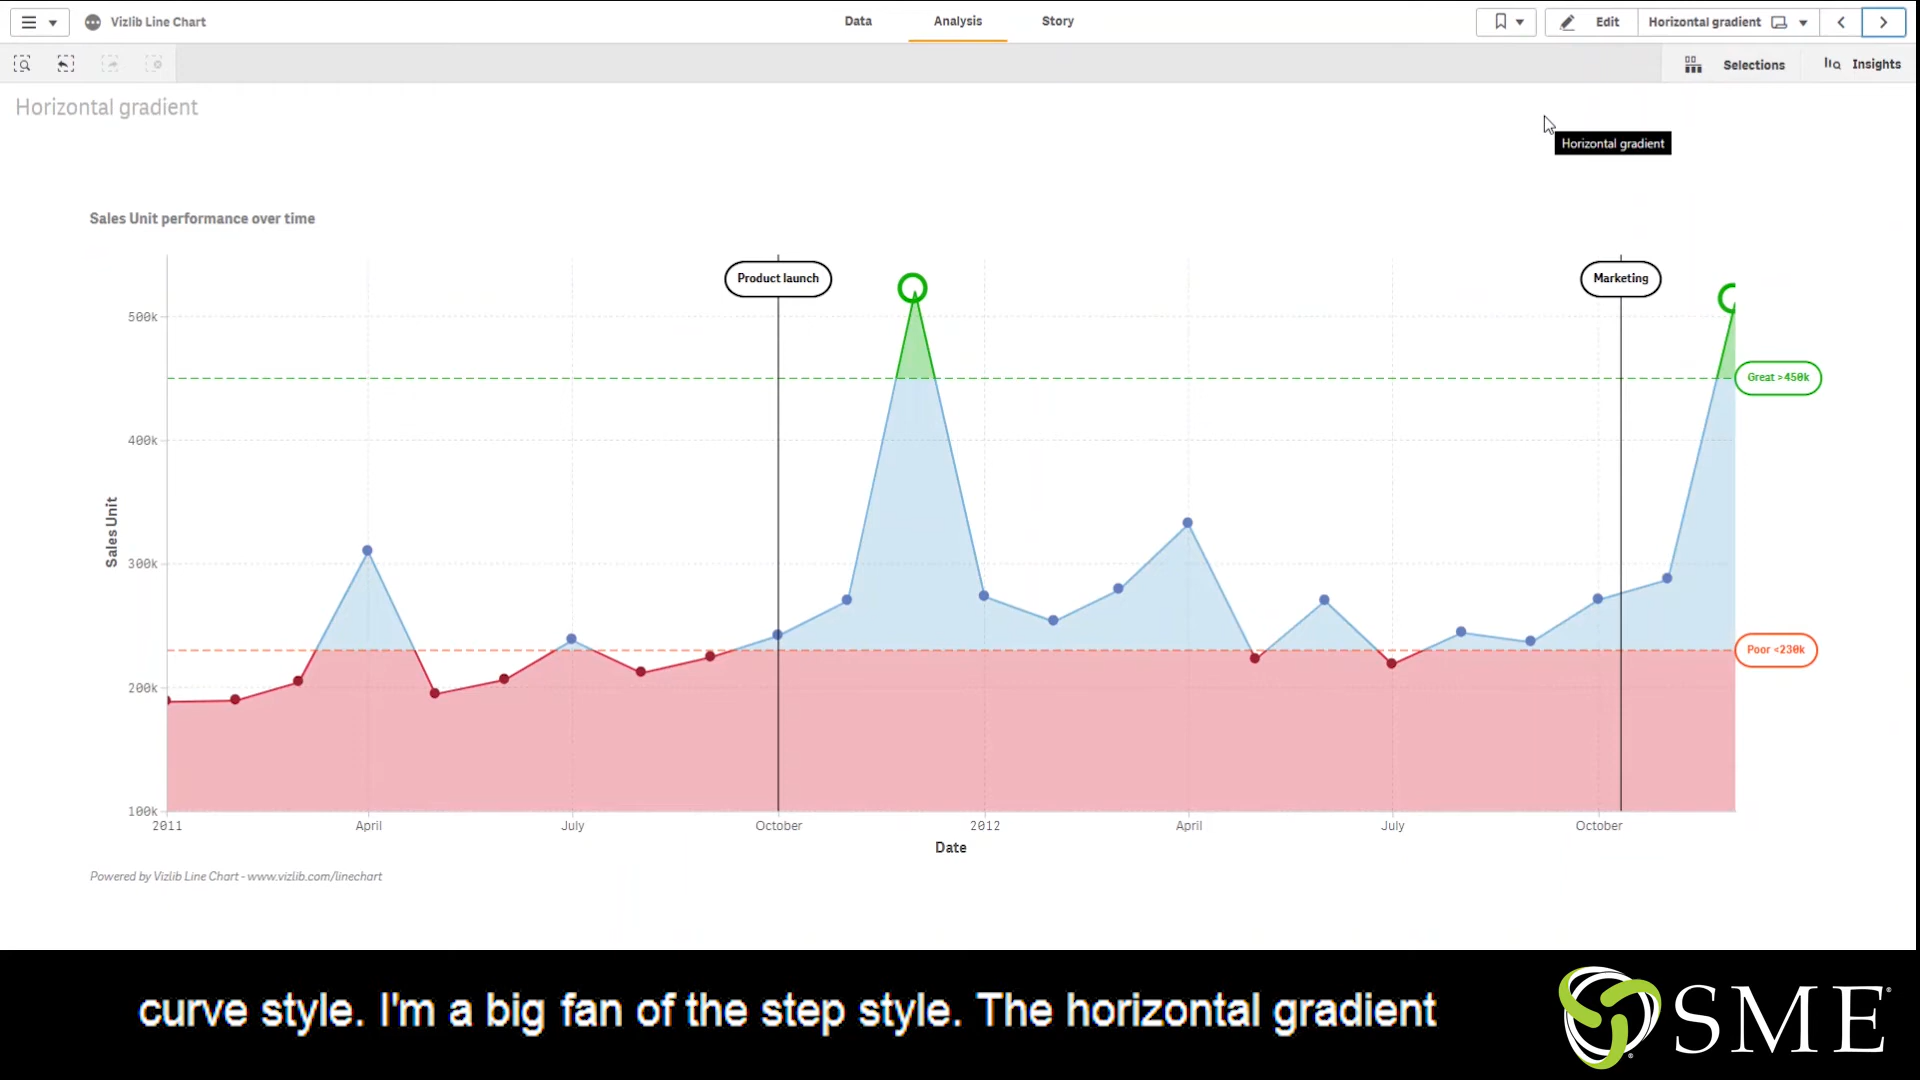 Vizlib Line Chart
Data
Analysis
Story
Edit
Horizontal gradient
Selections
Insights
Horizontal gradient
Horizontal gradient
Sales Unit performance over time
Product launch
Marketing
500k
Great >450k
400k
Sales Unit
300k
Poor <230k
200k
100k
2011
April
July
October
2012
April
July
October
Date
Powered by Vizlib Line Chart - www.vizlib.com/linechart
curve style. I'm a big fan of the step style. The horizontal gradient
SME